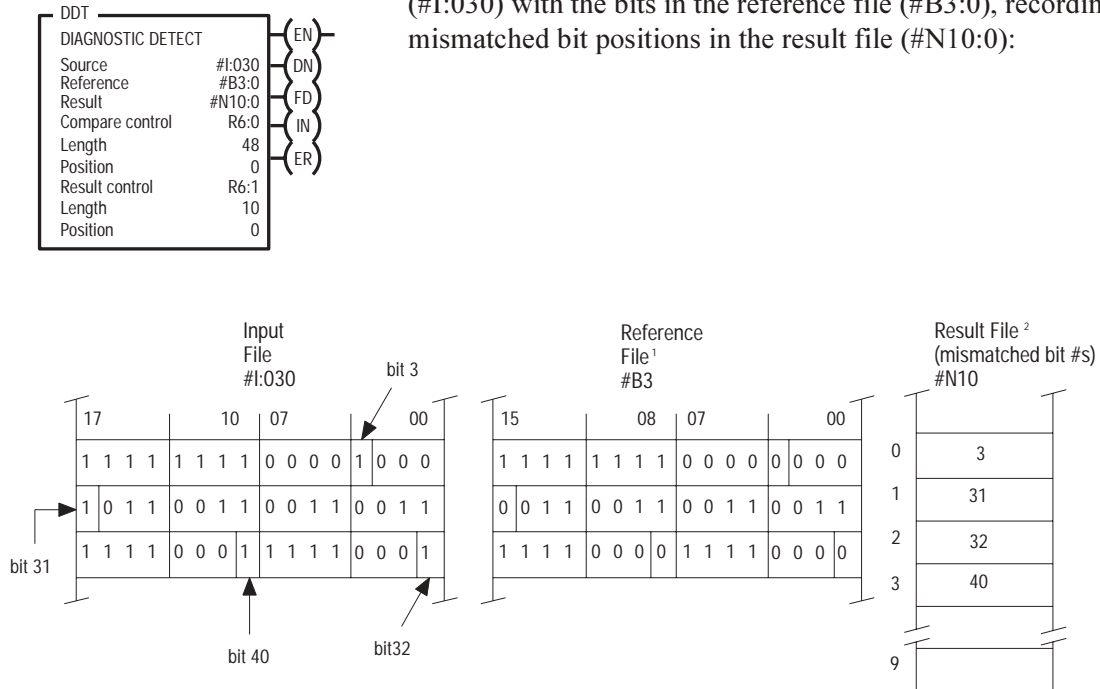 (#I:030) with the bits in the reference file (#B3:0), recordin
mismatched bit positions in the result file (#N10:0):
DDT
DIAGNOSTIC DETECT
Source #I:030
Reference #B3:0
Result #N10:0
Compare control R6:0
Length 48
Position 0
Result control R6:1
Length 10
Position 0
EN
DN
FD
IN
ER
Input
File
#I:030
bit 3
17 10 07 00
1 1 1 1 1 1 1 1 0 0 0 0 1 0 0 0
1 0 1 1 0 0 1 1 0 0 1 1 0 0 1 1
1 1 1 1 0 0 0 1 1 1 1 1 0 0 0 1
bit 31
bit 40
bit32
Reference
File 1
#B3
15 08 07 00
1 1 1 1 1 1 1 1 0 0 0 0 0 0 0 0
0 0 1 1 0 0 1 1 0 0 1 1 0 0 1 1
1 1 1 1 0 0 0 0 1 1 1 1 0 0 0 0
Result File 2
(mismatched bit #s)
#N10
0 3
1 31
2 32
3 40
9